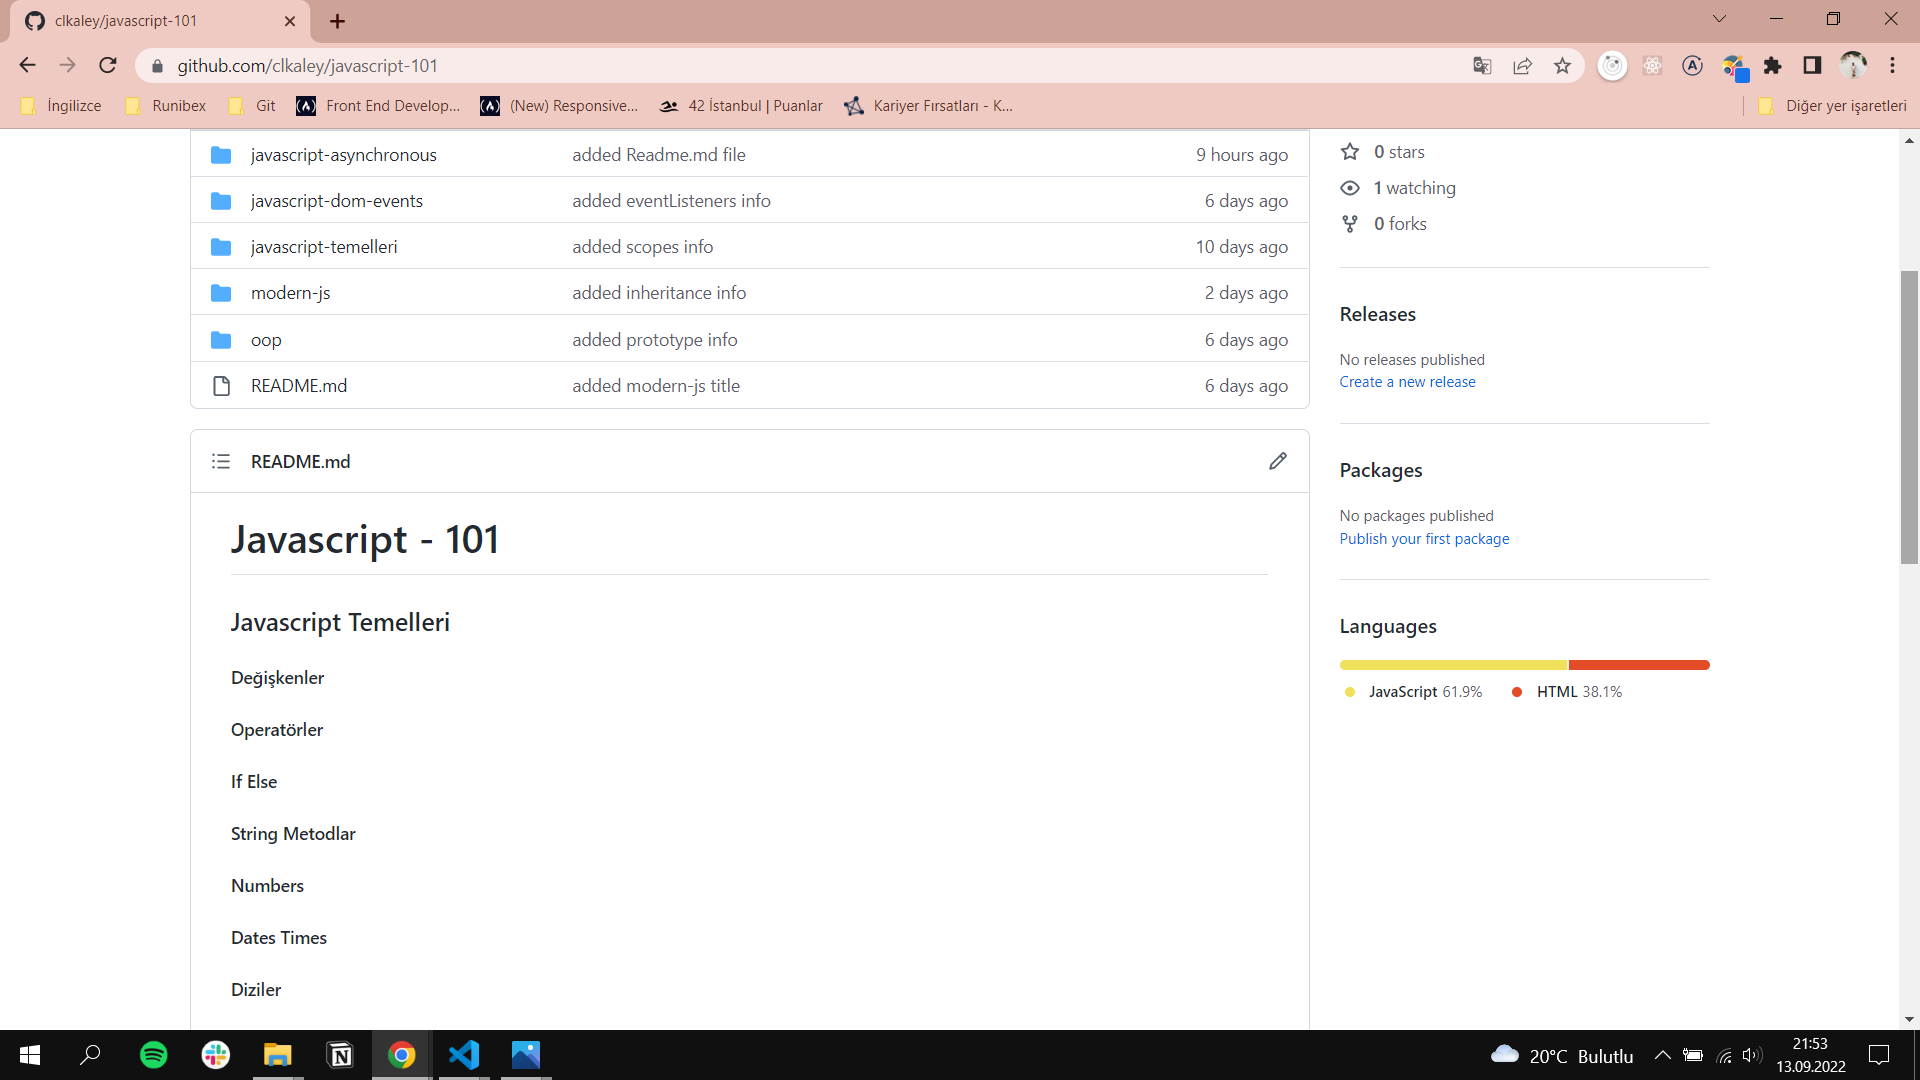 clkaley/javascript-101
github.com/clkaley/javascript-101
İngilizce Runibex Git Front End Develop... (New) Responsive... 42 İstanbul | Puanlar Kariyer Fırsatları - K... Diğer yer işaretleri
javascript-asynchronous added Readme.md file 9 hours ago
javascript-dom-events added eventListeners info 6 days ago
javascript-temelleri added scopes info 10 days ago
modern-js added inheritance info 2 days ago
oop added prototype info 6 days ago
README.md added modern-js title 6 days ago
README.md
Javascript - 101
Javascript Temelleri
Değişkenler
Operatörler
If Else
String Metodlar
Numbers
Dates Times
Diziler
0 stars
1 watching
0 forks
Releases
No releases published
Create a new release
Packages
No packages published
Publish your first package
Languages
JavaScript 61.9% HTML 38.1%
20°C Bulutlu
21:53
13.09.2022